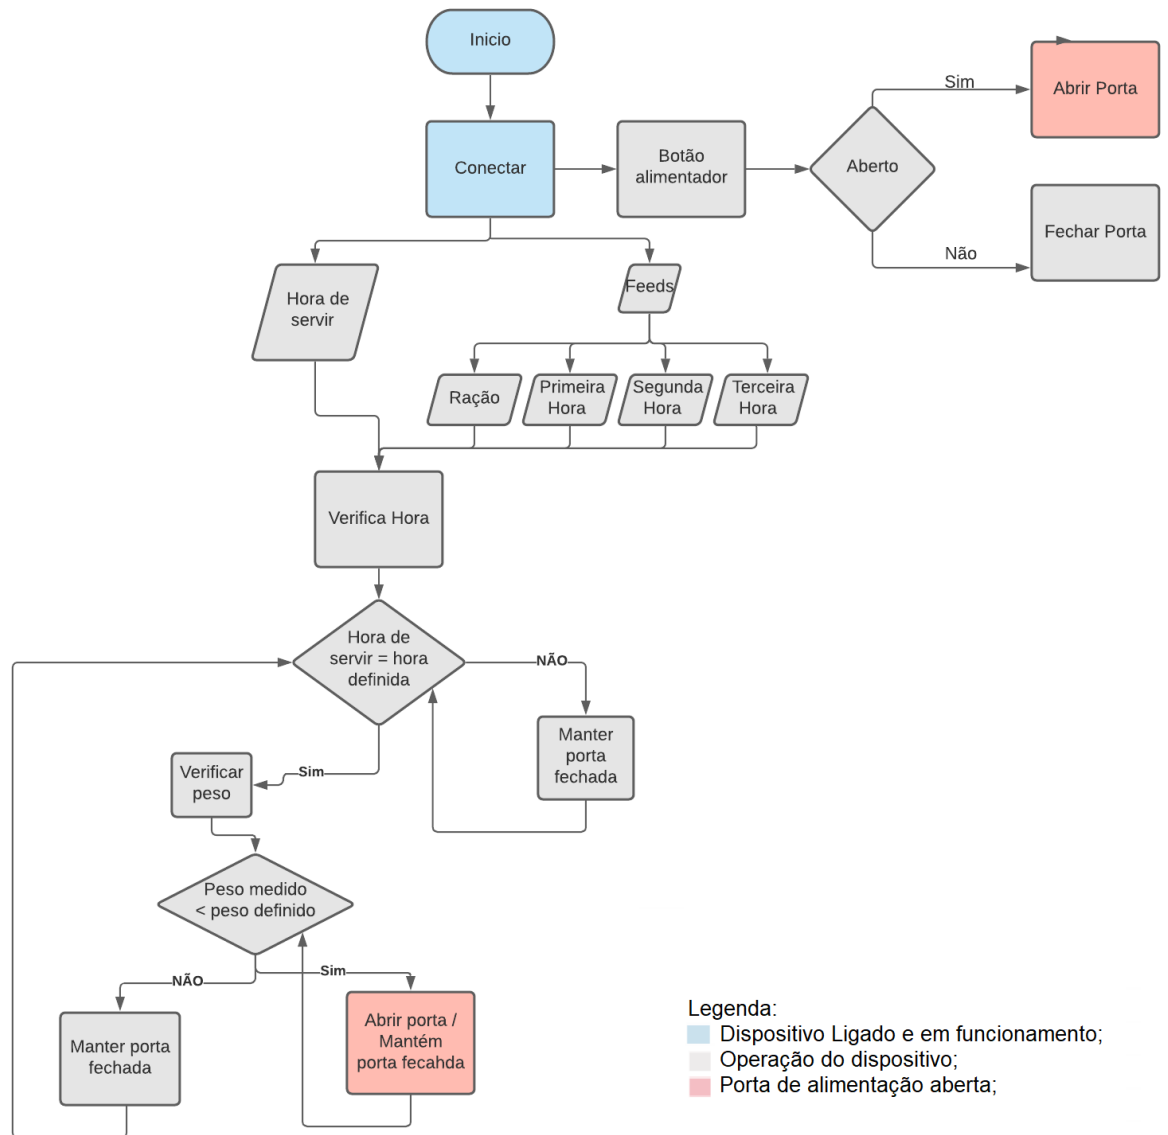 Inicio
Conectar
Botão
alimentador
Aberto
Sim
Abrir Porta
Não
Fechar Porta
Hora de
servir
Feeds
Ração
Primeira
Hora
Segunda
Hora
Terceira
Hora
Verifica Hora
Hora de
servir = hora
definida
NÃO
Manter
porta
fechada
Sim
Verificar
peso
Peso medido
< peso definido
NÃO
Sim
Manter porta
fechada
Abrir porta /
Mantém
porta fecahda
Legenda:
Dispositivo Ligado e em funcionamento;
Operação do dispositivo;
Porta de alimentação aberta;